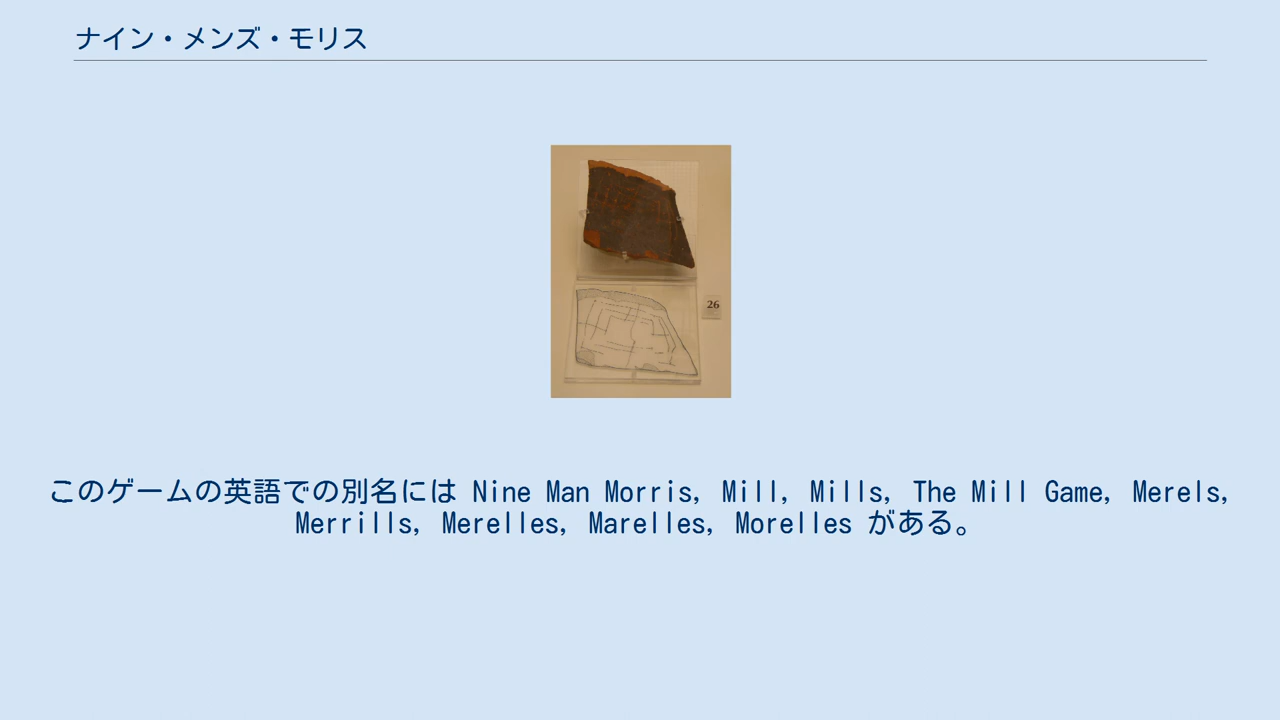 ナイン・メンズ・モリス
26
このゲームの英語での別名には Nine Man Morris, Mill, Mills, The Mill Game, Merels,
Merrills, Merelles, Marelles, Morelles がある。